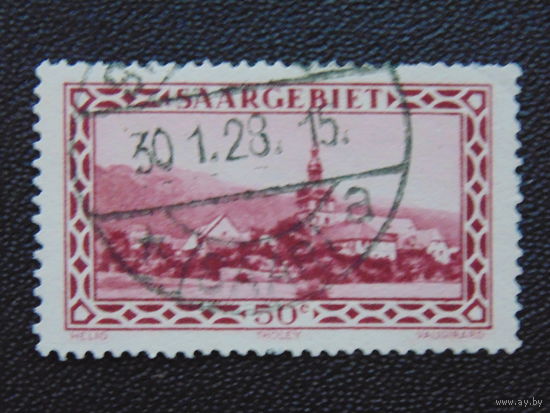 SAARGEBIET
30.1.28. 15.
a
50c
HELIO THOLEY VAUGIRARD
www.ay.by